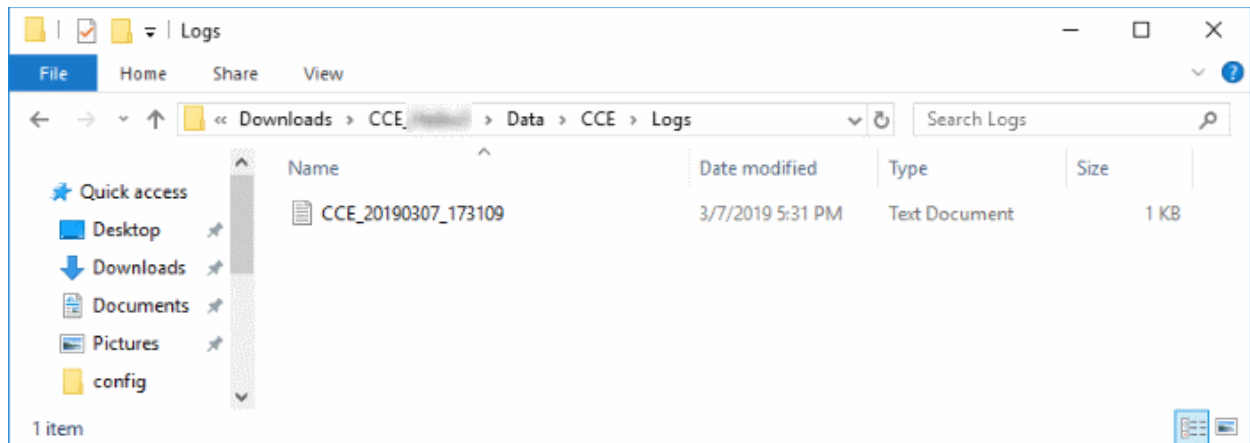 Logs
File Home Share View
« Downloads › CCE_ › Data › CCE › Logs Search Logs
Name Date modified Type Size
Quick access
CCE_20190307_173109 3/7/2019 5:31 PM Text Document 1 KB
Desktop
Downloads
Documents
Pictures
config
1 item